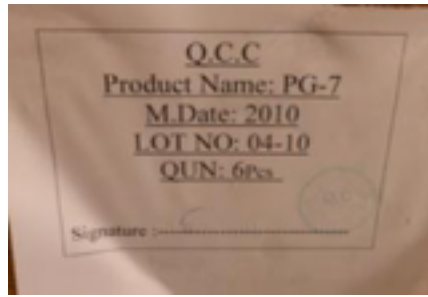 Q.C.C
Product Name: PG-7
M.Date: 2010
LOT NO: 04-10
QUN: 6Pcs
Signature :------------------------------